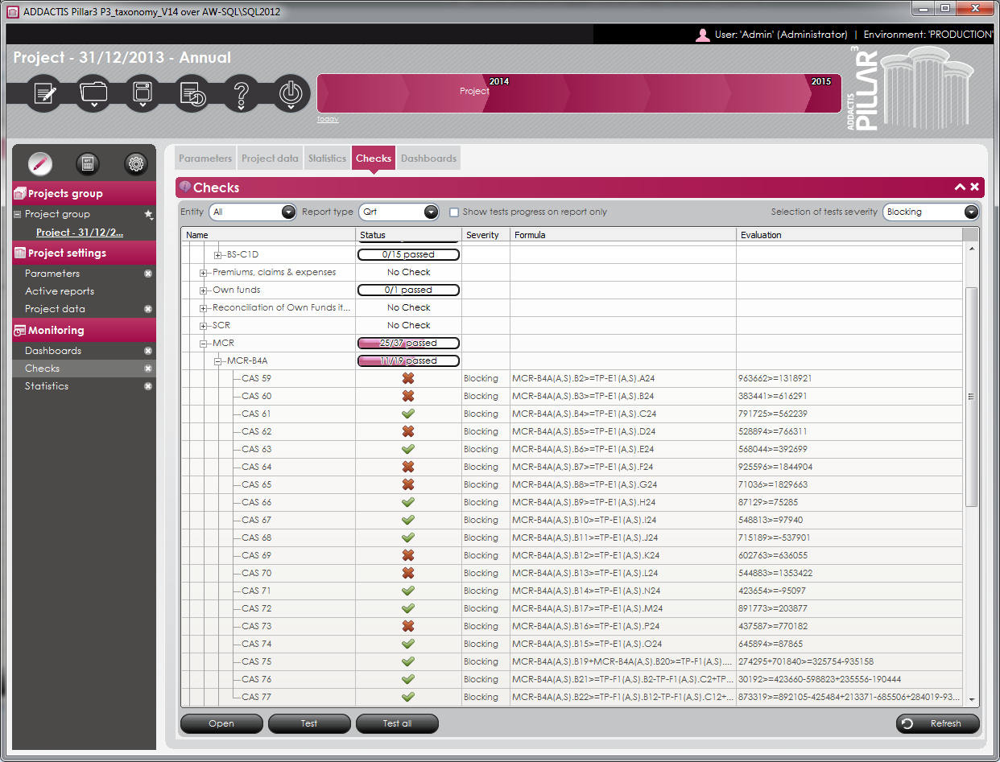 ADDACTIS Pillar3 P3_taxonomy_V14 over AW-SQL\SQL2012
User: 'Admin' (Administrator) | Environment: 'PRODUCTION'
Project - 31/12/2013 - Annual
2014 2015
Project
Today
ADDACTIS PILLAR 3
Parameters Project data Statistics Checks Dashboards
Projects group
Project group
Project - 31/12/2...
Project settings
Parameters
Active reports
Project data
Monitoring
Dashboards
Checks
Statistics
Checks
Entity All Report type Qrt Show tests progress on report only Selection of tests severity Blocking
Name Status Severity Formula Evaluation
BS-C1D 0/15 passed
Premiums, claims & expenses No Check
Own funds 0/1 passed
Reconciliation of Own Funds it... No Check
SCR No Check
MCR 25/37 passed
MCR-B4A 11/19 passed
CAS 59 Blocking MCR-B4A(A,S).B2>=TP-E1(A,S).A24 963662>=1318921
CAS 60 Blocking MCR-B4A(A,S).B3>=TP-E1(A,S).B24 383441>=616291
CAS 61 Blocking MCR-B4A(A,S).B4>=TP-E1(A,S).C24 791725>=562239
CAS 62 Blocking MCR-B4A(A,S).B5>=TP-E1(A,S).D24 528894>=766311
CAS 63 Blocking MCR-B4A(A,S).B6>=TP-E1(A,S).E24 568044>=392699
CAS 64 Blocking MCR-B4A(A,S).B7>=TP-E1(A,S).F24 925596>=1844904
CAS 65 Blocking MCR-B4A(A,S).B8>=TP-E1(A,S).G24 71036>=1829663
CAS 66 Blocking MCR-B4A(A,S).B9>=TP-E1(A,S).H24 87129>=75285
CAS 67 Blocking MCR-B4A(A,S).B10>=TP-E1(A,S).I24 548813>=97940
CAS 68 Blocking MCR-B4A(A,S).B11>=TP-E1(A,S).J24 715189>=-537901
CAS 69 Blocking MCR-B4A(A,S).B12>=TP-E1(A,S).K24 602763>=636055
CAS 70 Blocking MCR-B4A(A,S).B13>=TP-E1(A,S).L24 544883>=1353422
CAS 71 Blocking MCR-B4A(A,S).B14>=TP-E1(A,S).N24 423654>=-95097
CAS 72 Blocking MCR-B4A(A,S).B17>=TP-E1(A,S).M24 891773>=203877
CAS 73 Blocking MCR-B4A(A,S).B16>=TP-E1(A,S).P24 437587>=770182
CAS 74 Blocking MCR-B4A(A,S).B15>=TP-E1(A,S).O24 645894>=87865
CAS 75 Blocking MCR-B4A(A,S).B19+MCR-B4A(A,S).B20>=TP-F1(A,S).... 274295+701840>=325754-935158
CAS 76 Blocking MCR-B4A(A,S).B21>=TP-F1(A,S).B2-TP-F1(A,S).C2+TP... 30192>=423660-598823+235556-190444
CAS 77 Blocking MCR-B4A(A,S).B22>=TP-F1(A,S).B12-TP-F1(A,S).C12+... 873319>=892105-425484+213371-685506+284019-93...
Open Test Test all Refresh